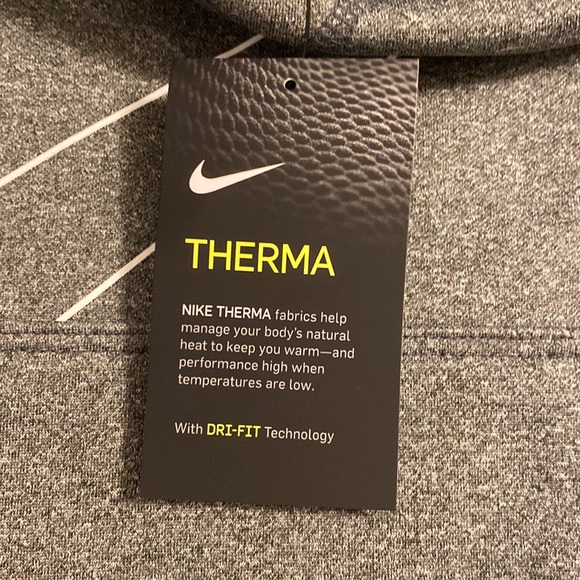 THERMA
NIKE THERMA fabrics help
manage your body's natural
heat to keep you warm—and
performance high when
temperatures are low.
With DRI-FIT Technology